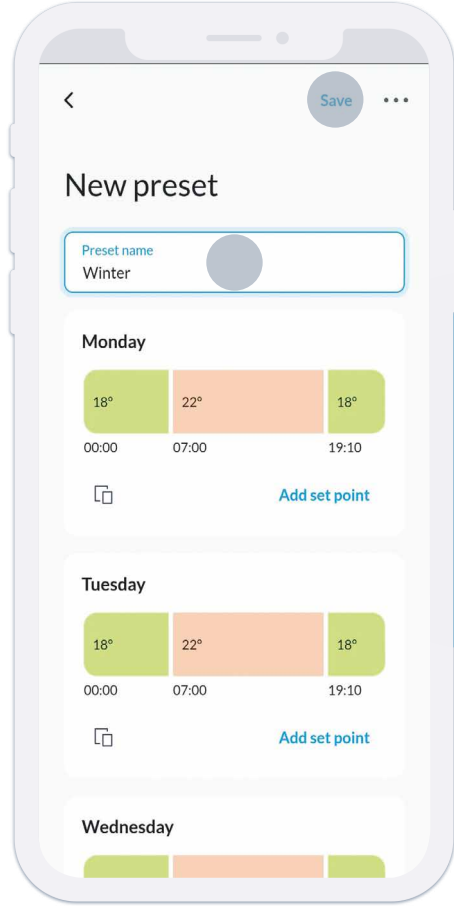 Save
New preset
Preset name
Winter
Monday
18° 22° 18°
00:00 07:00 19:10
Add set point
Tuesday
18° 22° 18°
00:00 07:00 19:10
Add set point
Wednesday